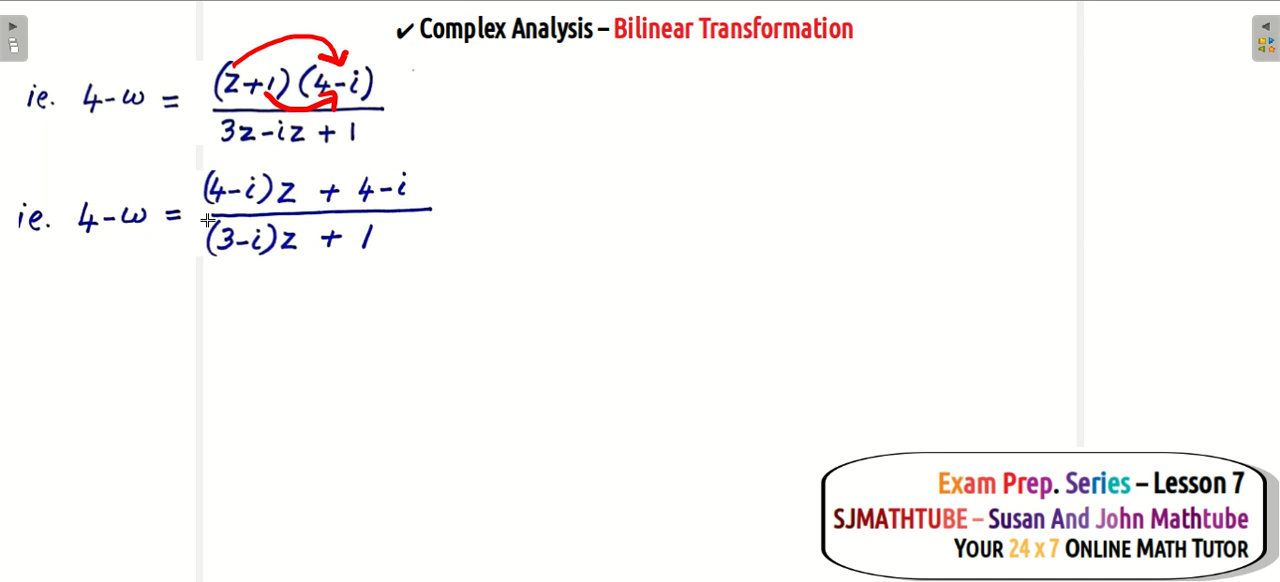 ✔ Complex Analysis – Bilinear Transformation
ie. 4-ω = (z+1)(4-i) / 3z-iz+1
ie. 4-ω = (4-i)z + 4-i / (3-i)z + 1
Exam Prep. Series – Lesson 7
SJMATHTUBE – Susan And John Mathtube
YOUR 24 x 7 ONLINE MATH TUTOR